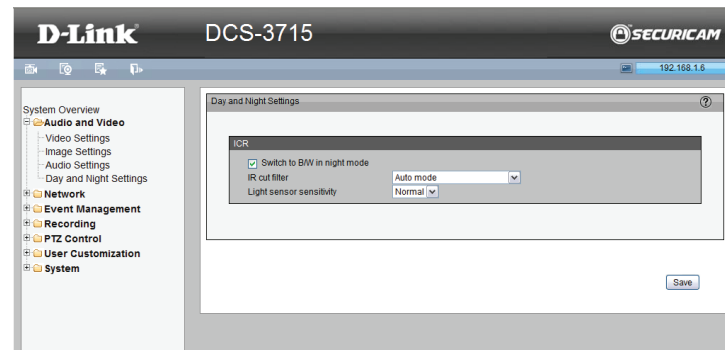 D-Link
DCS-3715
SECURICAM
192.168.1.6
System Overview
Audio and Video
Video Settings
Image Settings
Audio Settings
Day and Night Settings
Network
Event Management
Recording
PTZ Control
User Customization
System
Day and Night Settings
ICR
Switch to B/W in night mode
IR cut filter
Auto mode
Light sensor sensitivity
Normal
Save